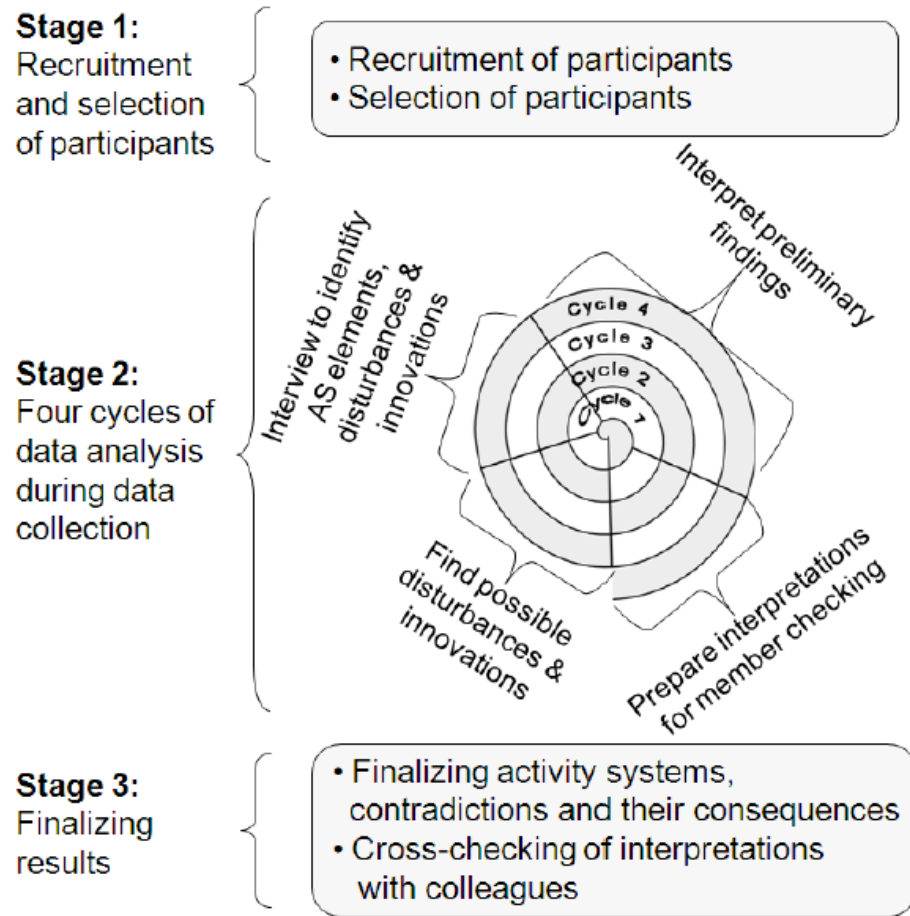 Stage 1:
Recruitment
and selection
of participants
• Recruitment of participants
• Selection of participants
Stage 2:
Four cycles of
data analysis
during data
collection
Interview to identify
AS elements,
disturbances &
innovations
Interpret preliminary
findings
Cycle 4
Cycle 3
Cycle 2
Cycle 1
Find possible
disturbances &
innovations
Prepare interpretations
for member checking
Stage 3:
Finalizing
results
• Finalizing activity systems,
contradictions and their consequences
• Cross-checking of interpretations
with colleagues